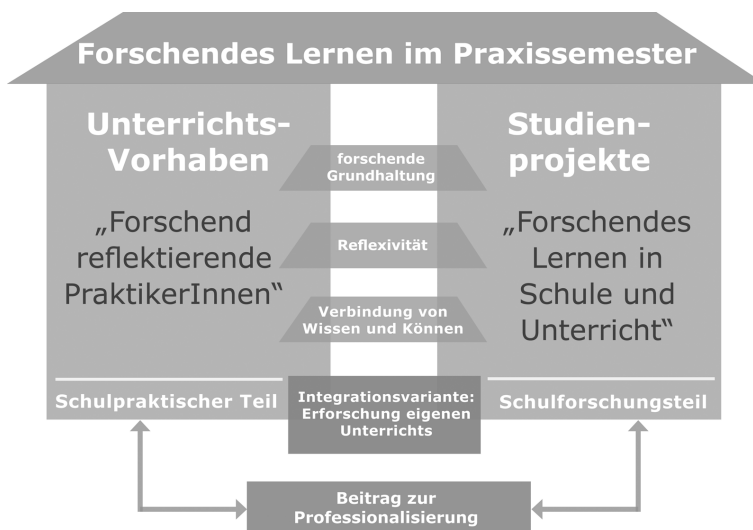 Forschendes Lernen im Praxissemester
Unterrichts-
Vorhaben
„Forschend
reflektierende
PraktikerInnen“
Schulpraktischer Teil
forschende
Grundhaltung
Reflexivität
Verbindung von
Wissen und Können
Integrationsvariante:
Erforschung eigenen
Unterrichts
Studien-
projekte
„Forschendes
Lernen in
Schule und
Unterricht“
Schulforschungsteil
Beitrag zur
Professionalisierung